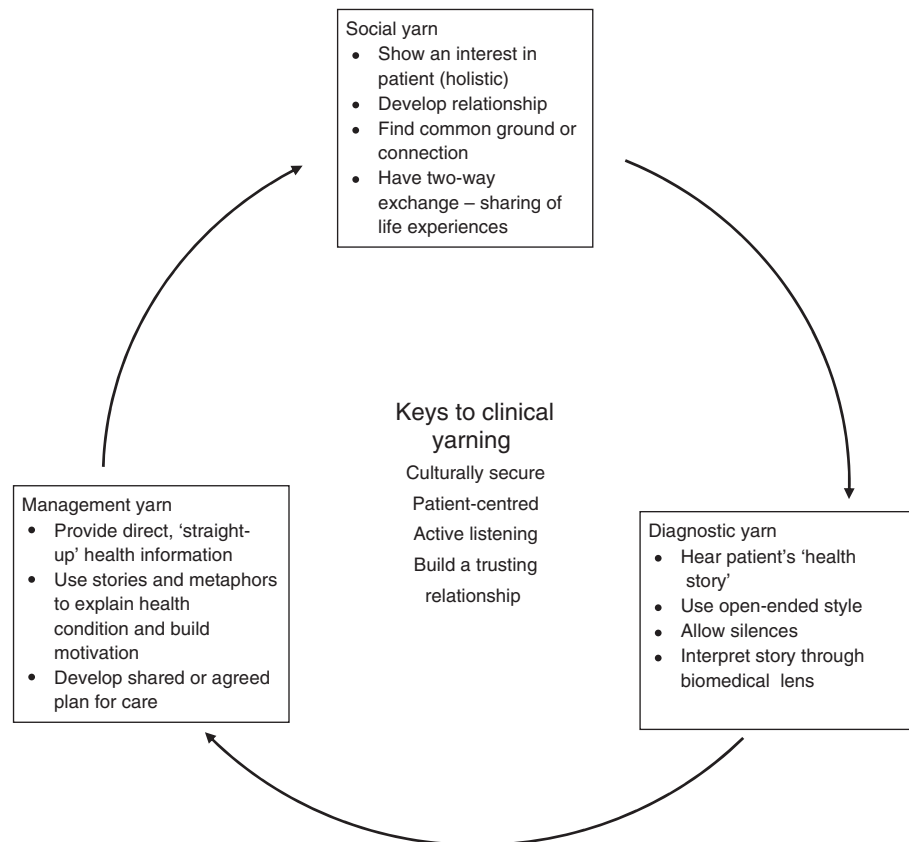 Social yarn
• Show an interest in
patient (holistic)
• Develop relationship
• Find common ground or
connection
• Have two-way
exchange – sharing of
life experiences
Keys to clinical
yarning
Culturally secure
Patient-centred
Active listening
Build a trusting
relationship
Management yarn
• Provide direct, ‘straight-
up’ health information
• Use stories and metaphors
to explain health
condition and build
motivation
• Develop shared or agreed
plan for care
Diagnostic yarn
• Hear patient’s ‘health
story’
• Use open-ended style
• Allow silences
• Interpret story through
biomedical lens